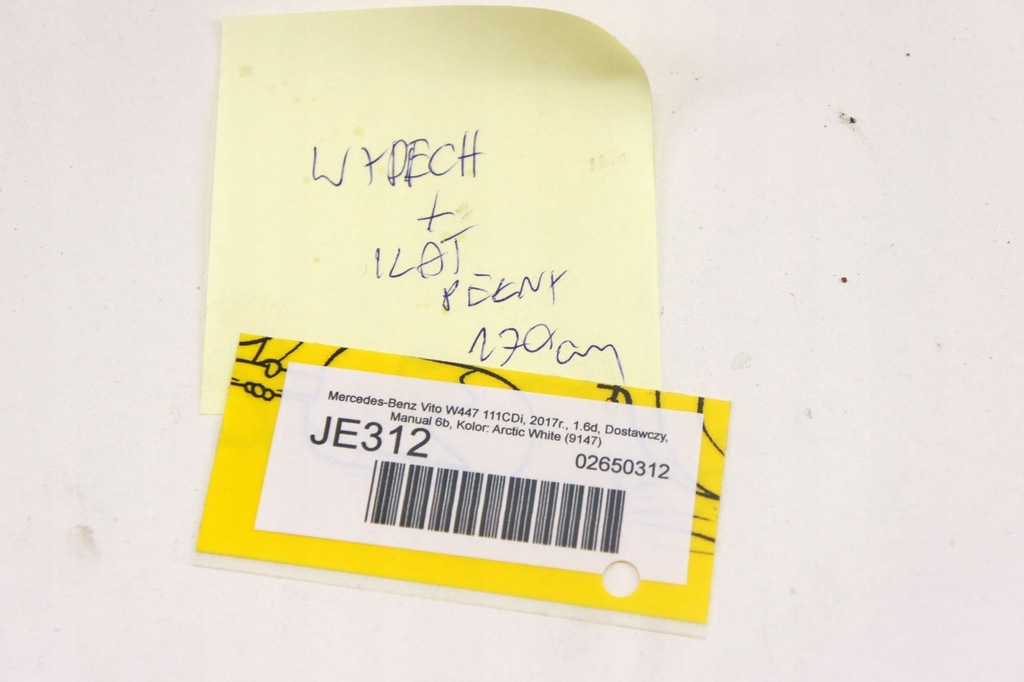 WYDECH
+
KAT
PEŁNY
170cm
Mercedes-Benz Vito W447 111CDi, 2017r., 1.6d, Dostawczy,
Manual 6b, Kolor: Arctic White (9147)
JE312
02650312